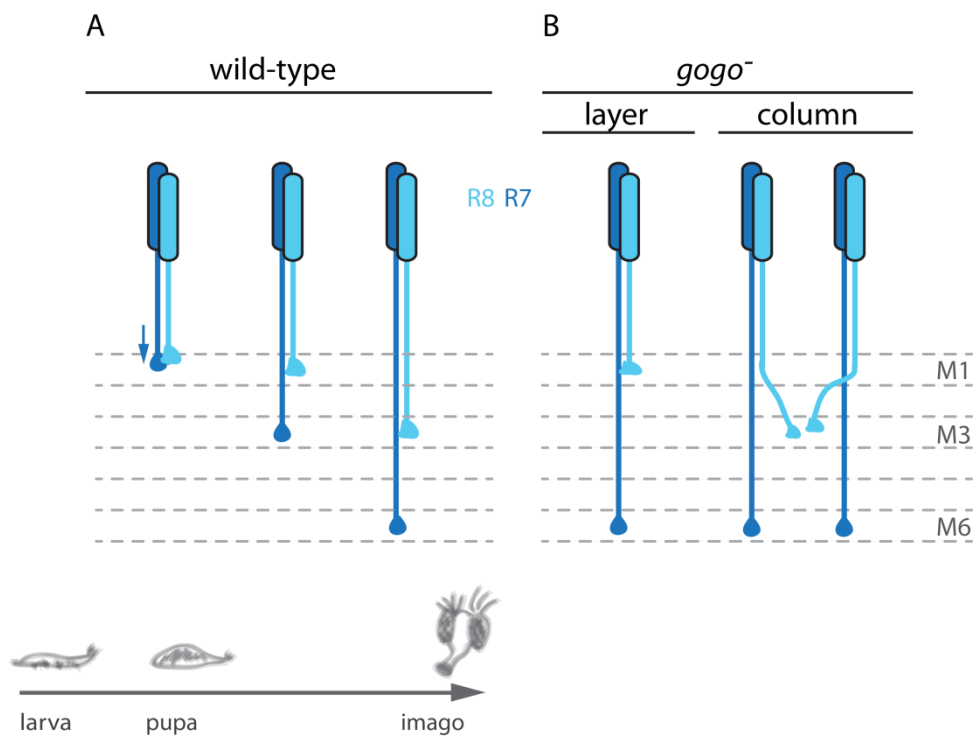 A
B
wild-type
gogo⁻
layer
column
R8 R7
M1
M3
M6
larva
pupa
imago